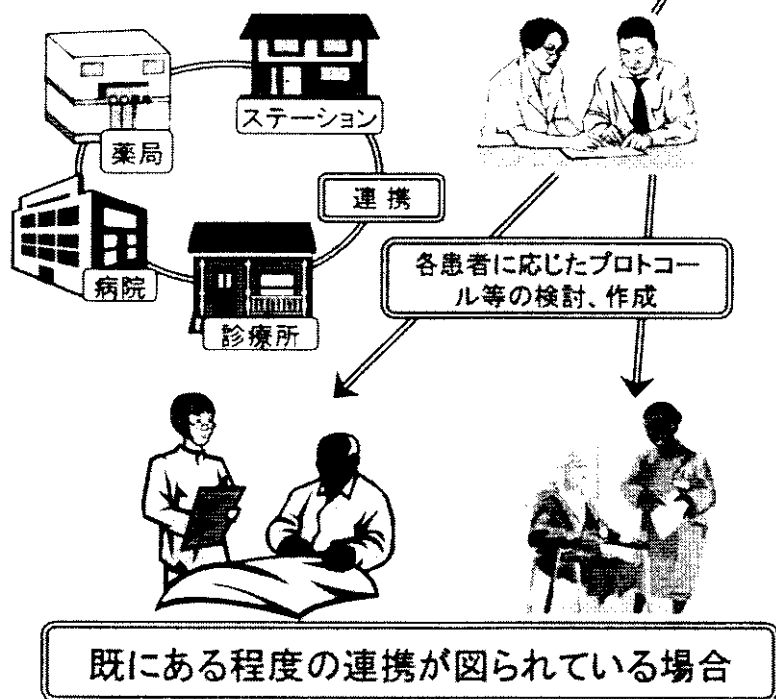 ステーション
薬局
連携
病院
診療所
各患者に応じたプロトコー
ル等の検討、作成
既にある程度の連携が図られている場合